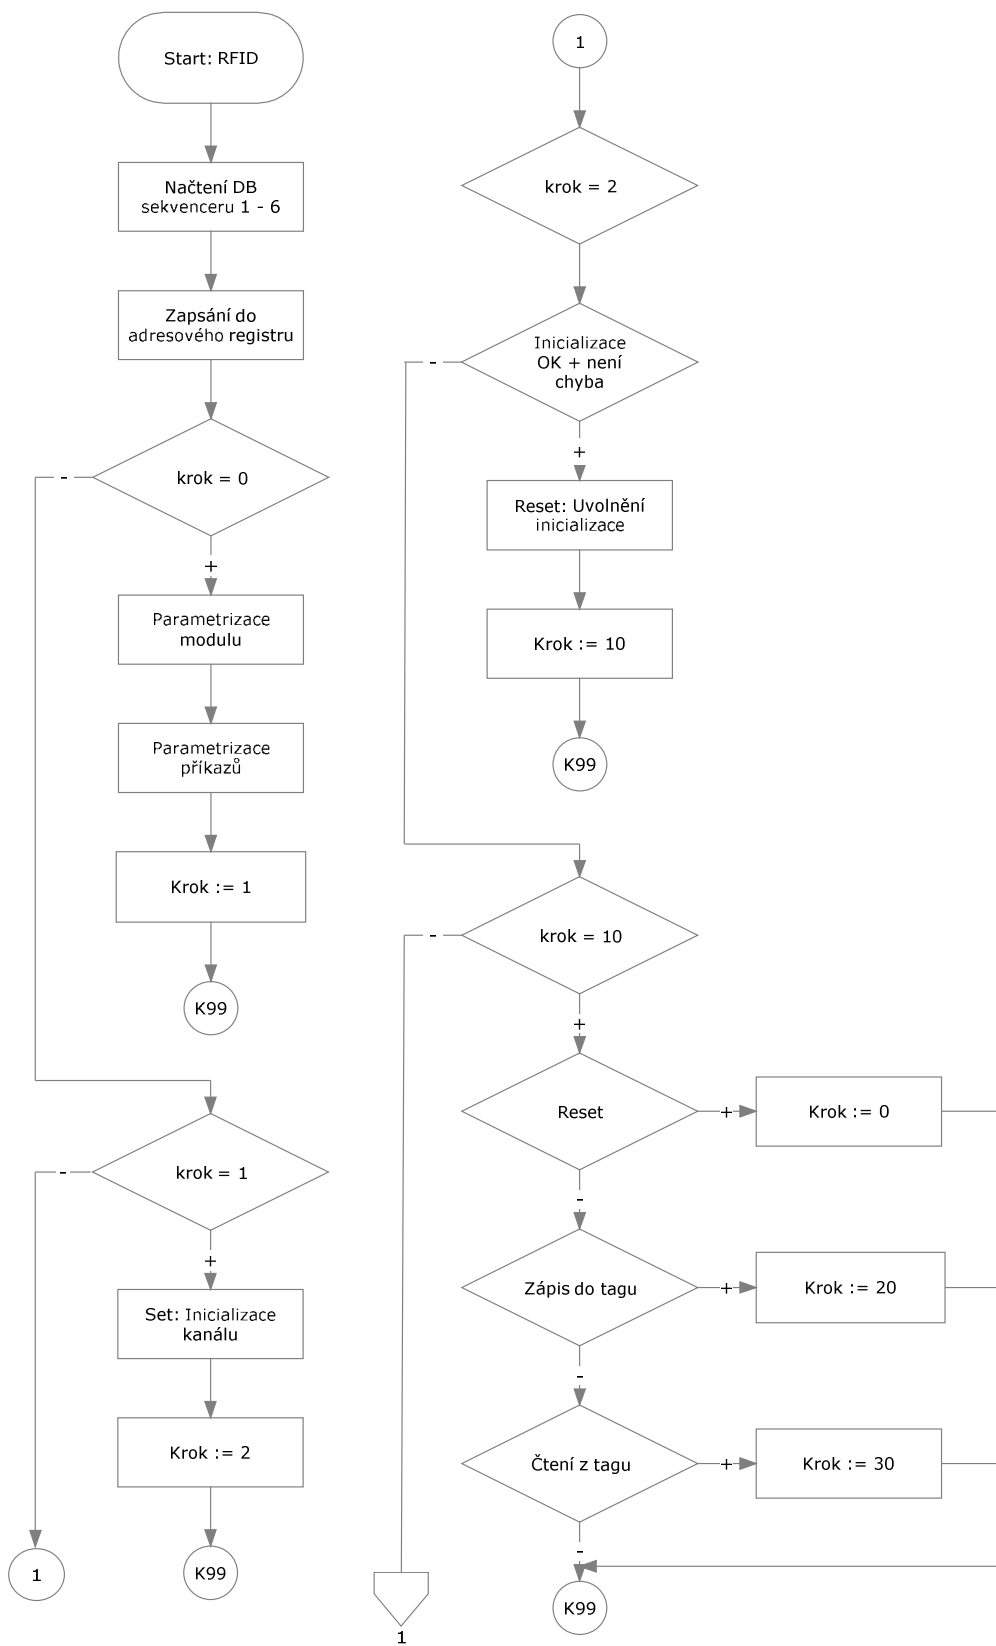 Start: RFID
Načtení DB
sekvenceru 1 - 6
Zapsání do
adresového registru
krok = 0
-
+
Parametrizace
modulu
Parametrizace
příkazů
Krok := 1
K99
krok = 1
-
+
Set: Inicializace
kanálu
Krok := 2
K99
1
1
krok = 2
Inicializace
OK + není
chyba
-
+
Reset: Uvolnění
inicializace
Krok := 10
K99
krok = 10
-
+
Reset
+
Krok := 0
-
Zápis do tagu
+
Krok := 20
-
Čtení z tagu
+
Krok := 30
-
K99
1